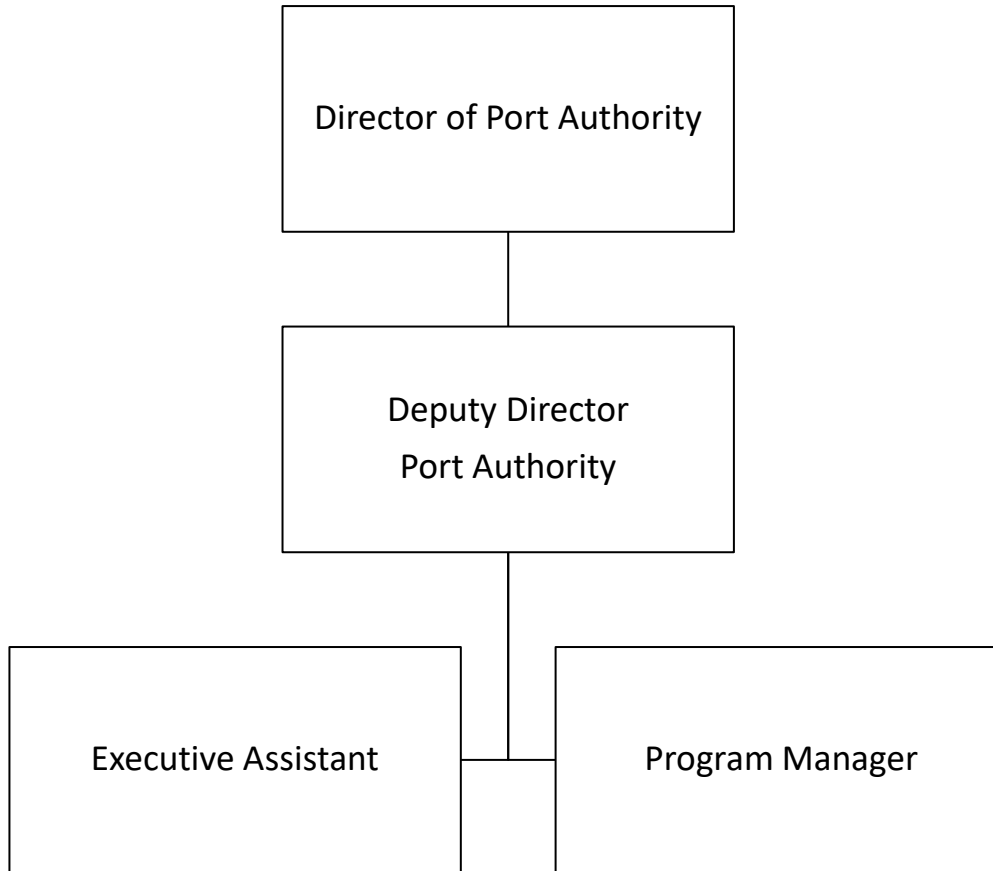 Director of Port Authority
Deputy Director
Port Authority
Executive Assistant
Program Manager